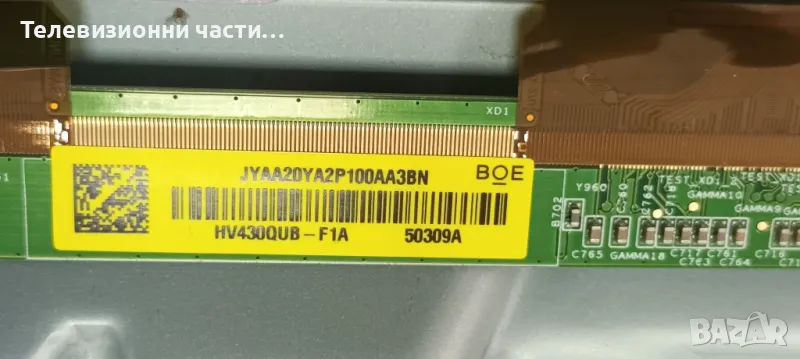 Телевизионни части...
XD1
JYAA20YA2P100AA3BN
BOE
HV430QUB-F1A 50309A
Y960
B702
C765
GAMMA18
C717
C761
C763
C764
GAMMA10
GAMMA9
C716
BAZAR